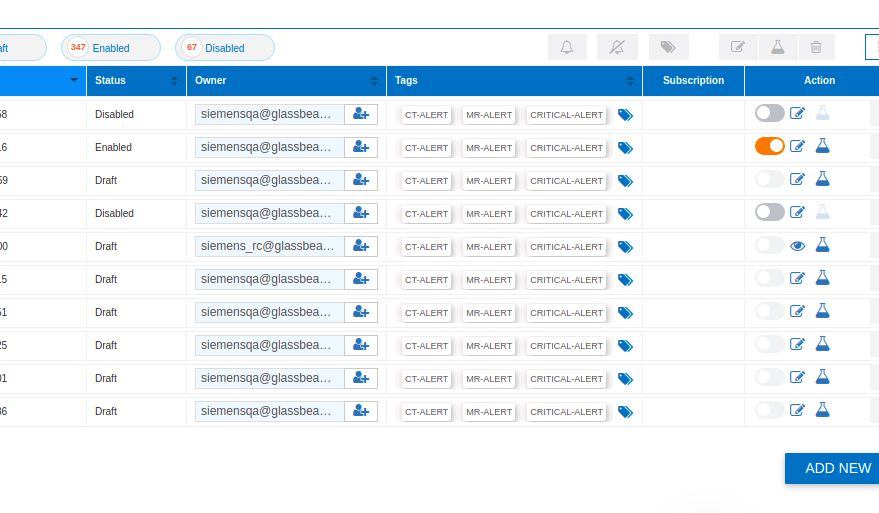 aft 347 Enabled 67 Disabled
Status Owner Tags Subscription Action
58 Disabled siemensqa@glassbea… CT-ALERT MR-ALERT CRITICAL-ALERT
16 Enabled siemensqa@glassbea… CT-ALERT MR-ALERT CRITICAL-ALERT
59 Draft siemensqa@glassbea… CT-ALERT MR-ALERT CRITICAL-ALERT
42 Disabled siemensqa@glassbea… CT-ALERT MR-ALERT CRITICAL-ALERT
00 Draft siemens_rc@glassbea… CT-ALERT MR-ALERT CRITICAL-ALERT
15 Draft siemensqa@glassbea… CT-ALERT MR-ALERT CRITICAL-ALERT
51 Draft siemensqa@glassbea… CT-ALERT MR-ALERT CRITICAL-ALERT
25 Draft siemensqa@glassbea… CT-ALERT MR-ALERT CRITICAL-ALERT
01 Draft siemensqa@glassbea… CT-ALERT MR-ALERT CRITICAL-ALERT
36 Draft siemensqa@glassbea… CT-ALERT MR-ALERT CRITICAL-ALERT
ADD NEW